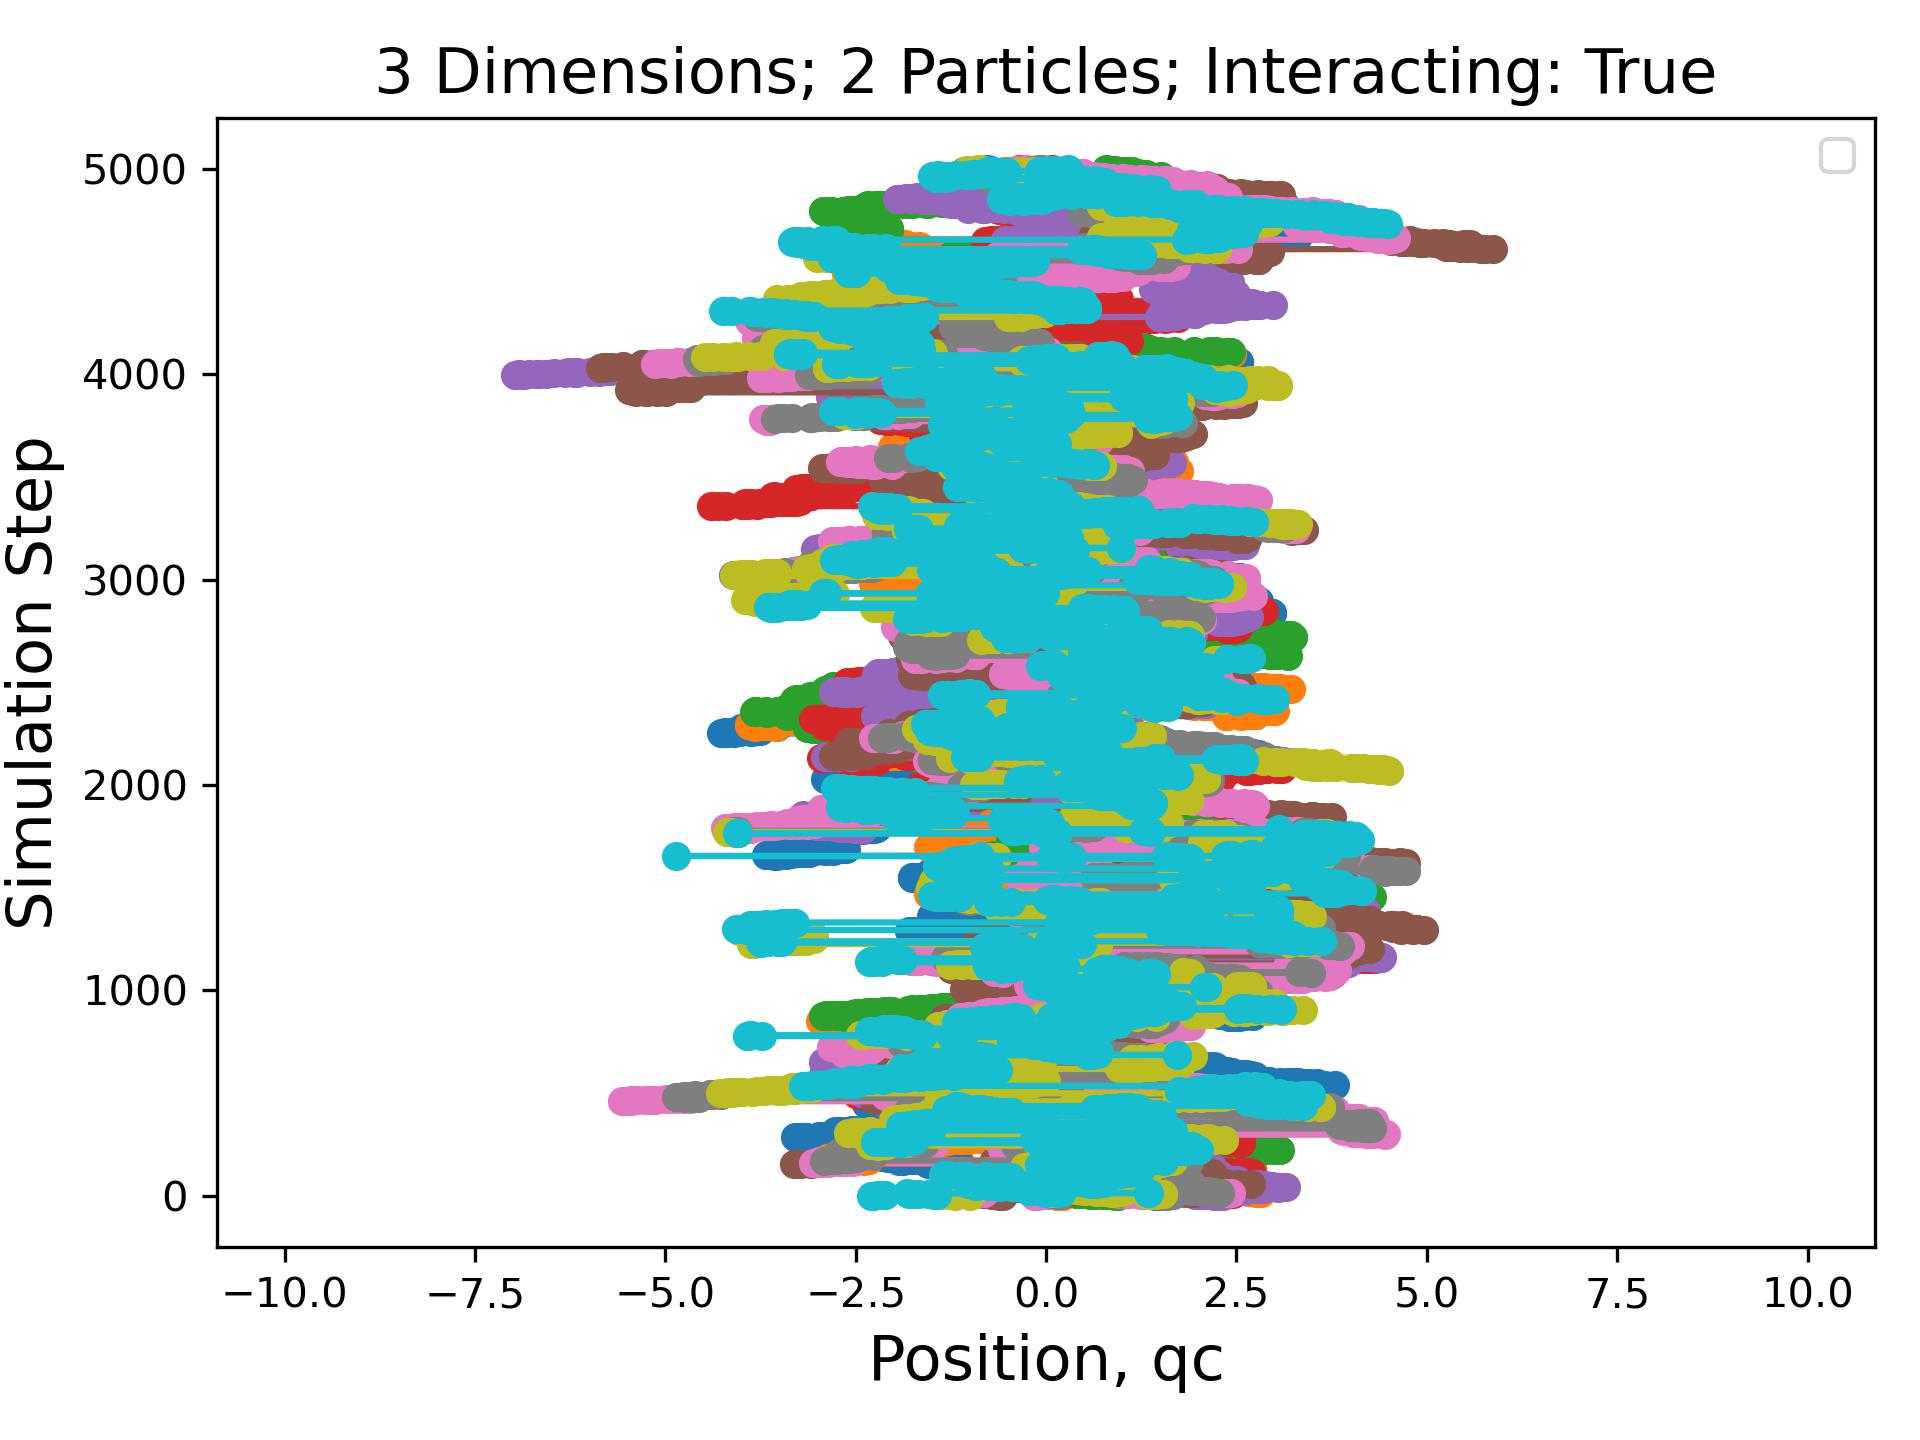 3 Dimensions; 2 Particles; Interacting: True
5000
4000
3000
2000
1000
0
Simulation Step
−10.0 −7.5 −5.0 −2.5 0.0 2.5 5.0 7.5 10.0
Position, qc